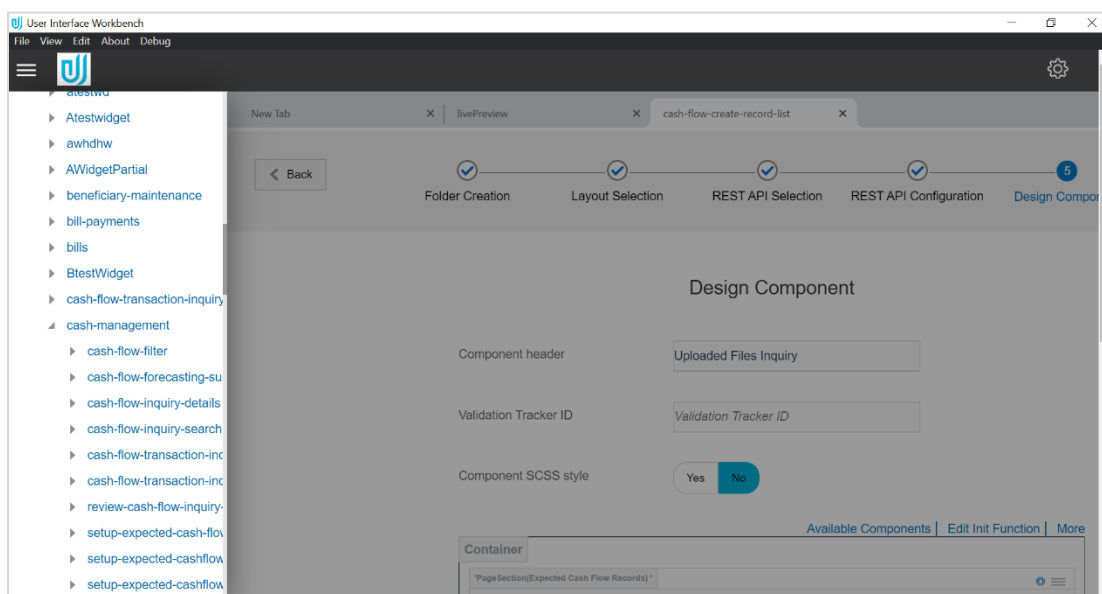 User Interface Workbench
File View Edit About Debug
atestwd
Atestwidget
awhdhw
AWidgetPartial
beneficiary-maintenance
bill-payments
bills
BtestWidget
cash-flow-transaction-inquiry
cash-management
cash-flow-filter
cash-flow-forecasting-su
cash-flow-inquiry-details
cash-flow-inquiry-search
cash-flow-transaction-inq
cash-flow-transaction-inq
review-cash-flow-inquiry-
setup-expected-cash-flow
setup-expected-cashflow
setup-expected-cashflow
New Tab
livePreview
cash-flow-create-record-list
Back
Folder Creation
Layout Selection
REST API Selection
REST API Configuration
5
Design Compor
Design Component
Component header
Uploaded Files Inquiry
Validation Tracker ID
Validation Tracker ID
Component SCSS style
Yes No
Available Components | Edit Init Function | More
Container
"PageSection(Expected Cash Flow Records)"